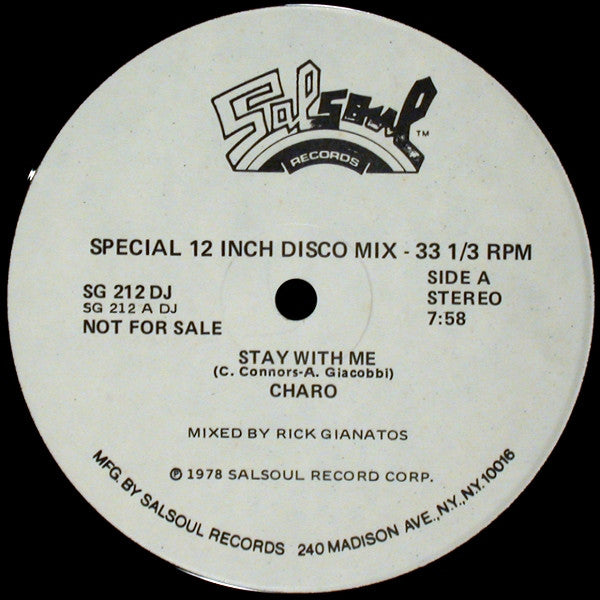 Salsoul™
RECORDS
SPECIAL 12 INCH DISCO MIX - 33 1/3 RPM
SG 212 DJ
SG 212 A DJ
NOT FOR SALE
SIDE A
STEREO
7:58
STAY WITH ME
(C. Connors-A. Giacobbi)
CHARO
MIXED BY RICK GIANATOS
℗ 1978 SALSOUL RECORD CORP.
MFG. BY SALSOUL RECORDS 240 MADISON AVE., N.Y., N.Y. 10016